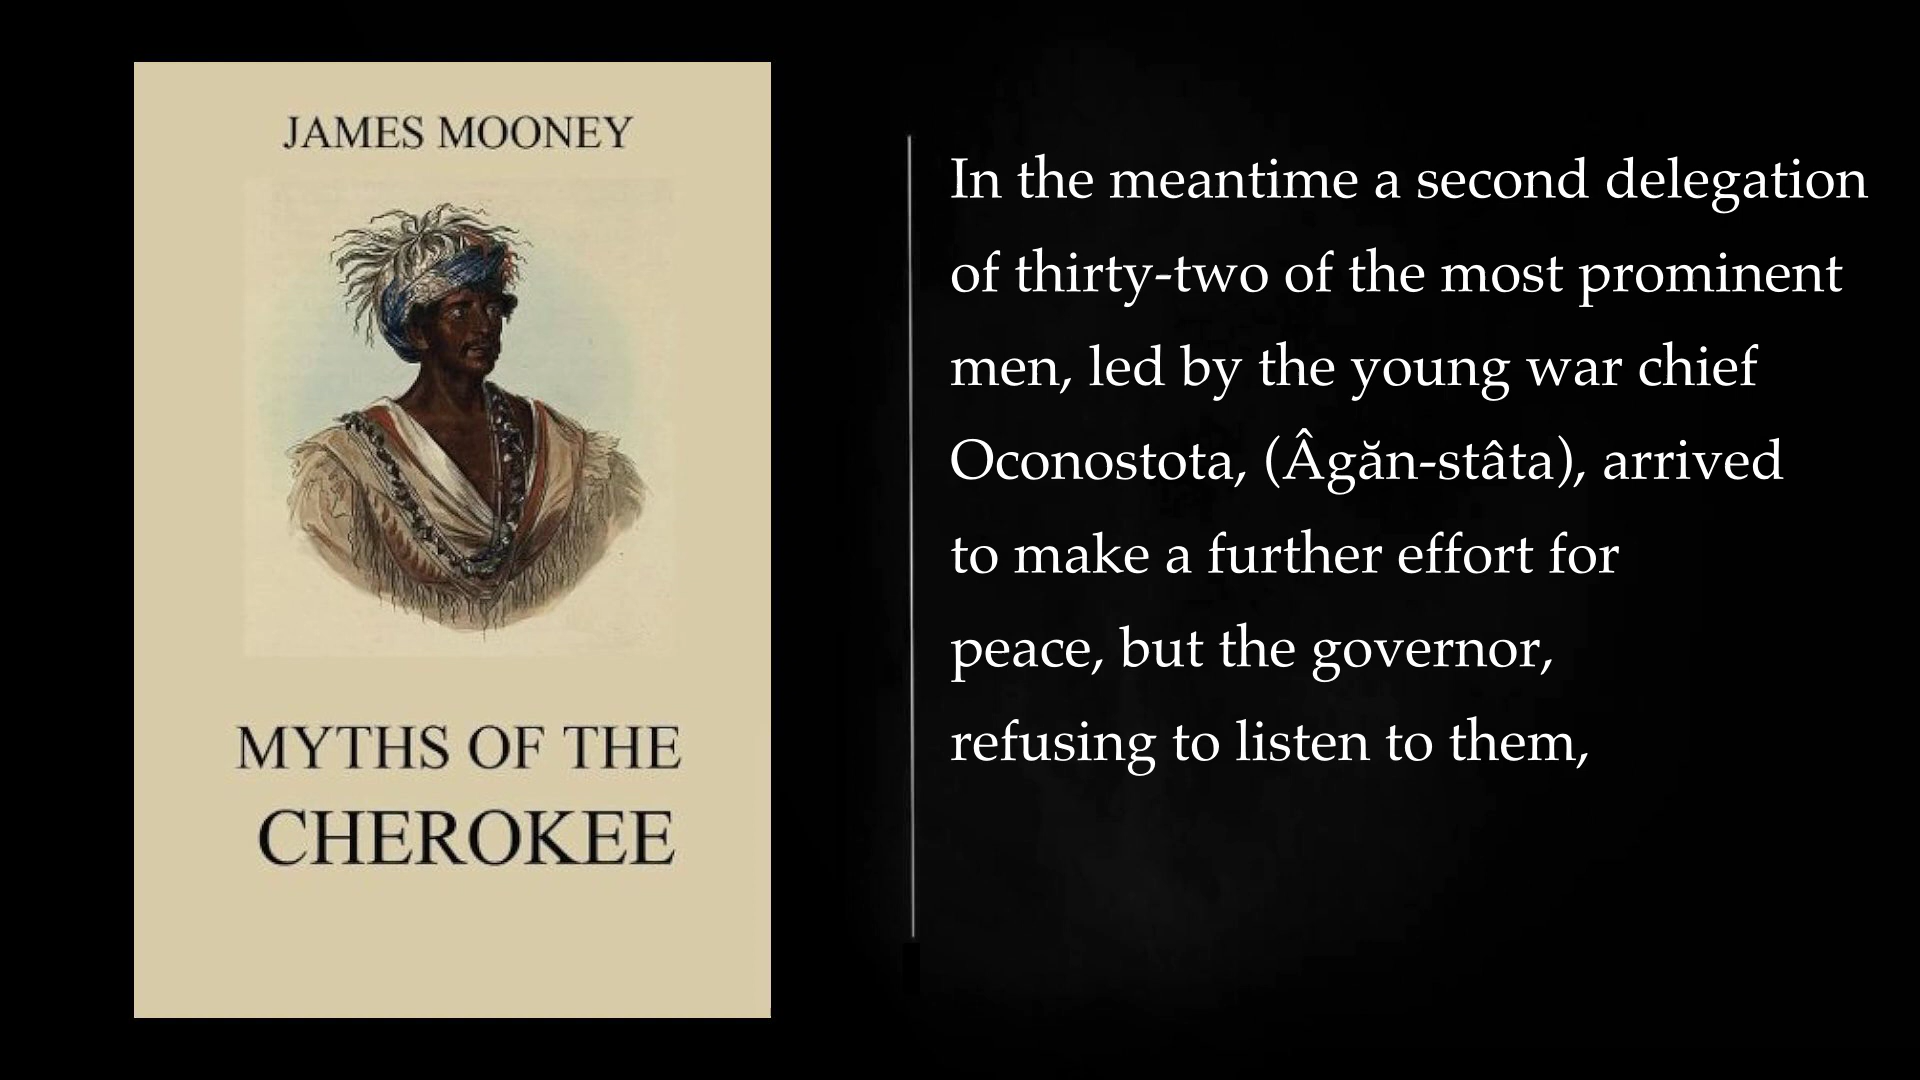 JAMES MOONEY
MYTHS OF THE
CHEROKEE
In the meantime a second delegation
of thirty-two of the most prominent
men, led by the young war chief
Oconostota, (Âgăn-stâta), arrived
to make a further effort for
peace, but the governor,
refusing to listen to them,